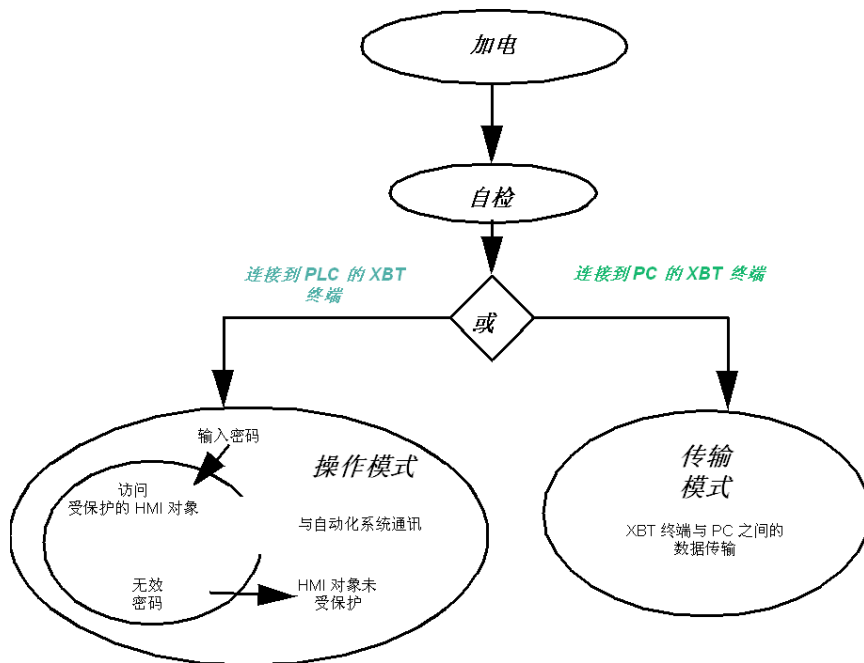 加电
自检
连接到 PLC 的 XBT
终端
连接到 PC 的 XBT 终端
或
输入密码
操作模式
访问
受保护的 HMI 对象
与自动化系统通讯
无效
密码
HMI 对象未
受保护
传输
模式
XBT 终端与 PC 之间的
数据传输